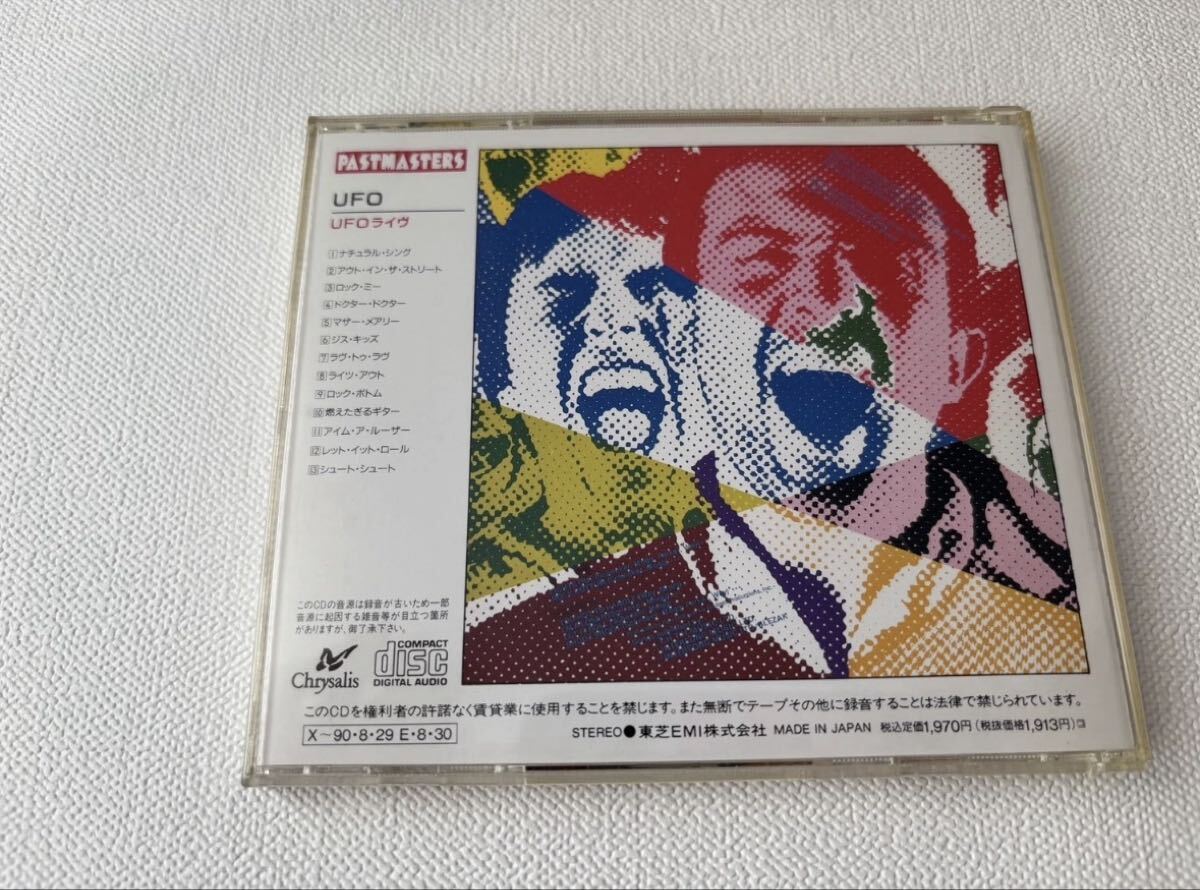 PASTMASTERS
UFO
UFOライヴ
1 ナチュラル・シング
2 アウト・イン・ザ・ストリート
3 ロック・ミー
4 ドクター・ドクター
5 マザー・メアリー
6 ジス・キッズ
7 ラヴ・トゥ・ラヴ
8 ライツ・アウト
9 ロック・ボトム
10 燃えたぎるギター
11 アイム・ア・ルーザー
12 レット・イット・ロール
13 シュート・シュート
このCDの音源は録音が古いため一部
音源に起因する雑音等が目立つ箇所
がありますが、御了承下さい。
Chrysalis
COMPACT
disc
DIGITAL AUDIO
このCDを権利者の許諾なく賃貸業に使用することを禁じます。また無断でテープその他に録音することは法律で禁じられています。
X〜90・8・29 E・8・30
STEREO●東芝EMI株式会社 MADE IN JAPAN 税込定価1,970円(税抜価格1,913円)